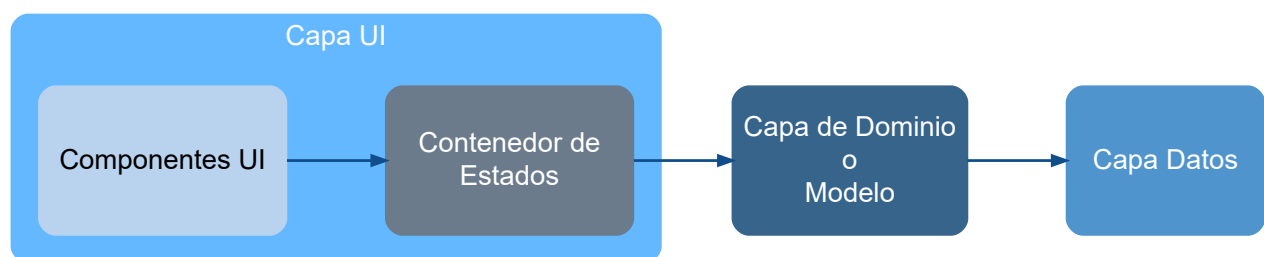 Capa UI
Componentes UI
Contenedor de
Estados
Capa de Dominio
o
Modelo
Capa Datos